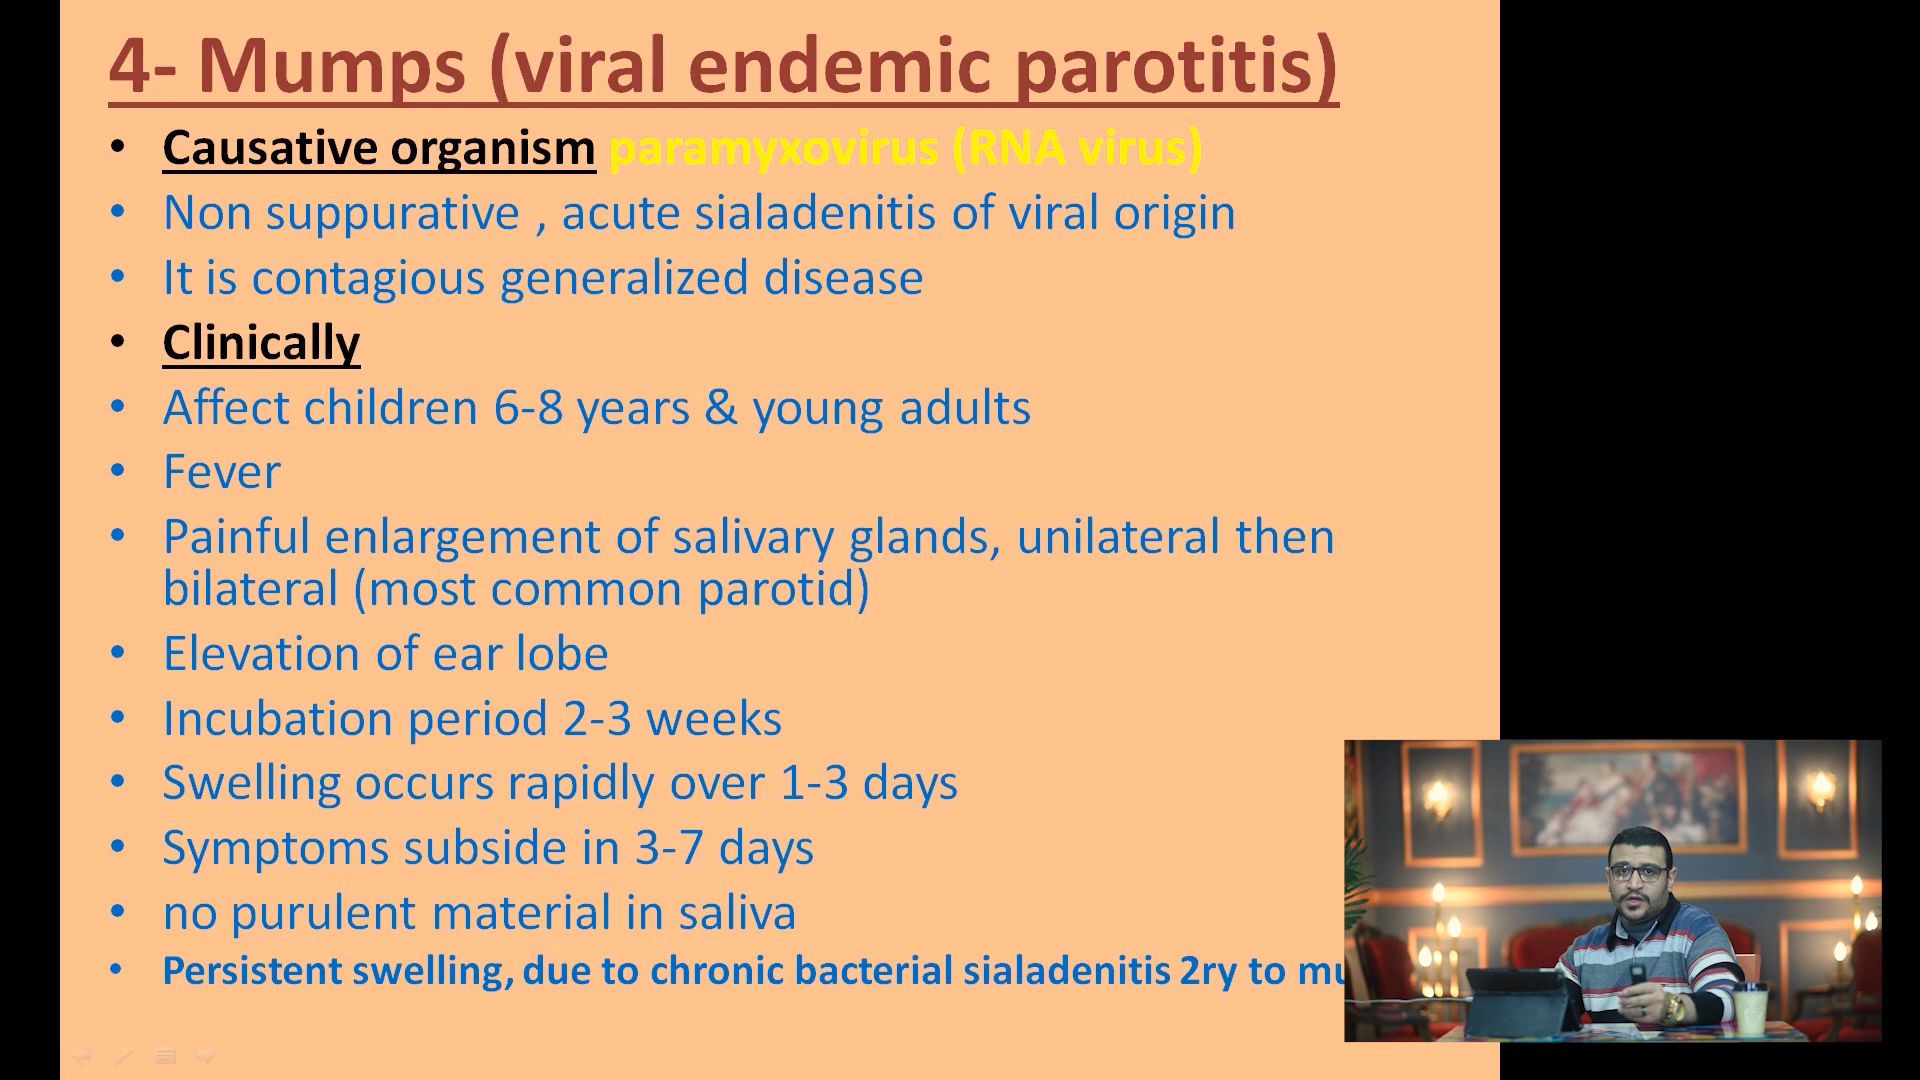 4- Mumps (viral endemic parotitis)
• Causative organism paramyxovirus (RNA virus)
• Non suppurative , acute sialadenitis of viral origin
• It is contagious generalized disease
• Clinically
• Affect children 6-8 years & young adults
• Fever
• Painful enlargement of salivary glands, unilateral then
bilateral (most common parotid)
• Elevation of ear lobe
• Incubation period 2-3 weeks
• Swelling occurs rapidly over 1-3 days
• Symptoms subside in 3-7 days
• no purulent material in saliva
• Persistent swelling, due to chronic bacterial sialadenitis 2ry to